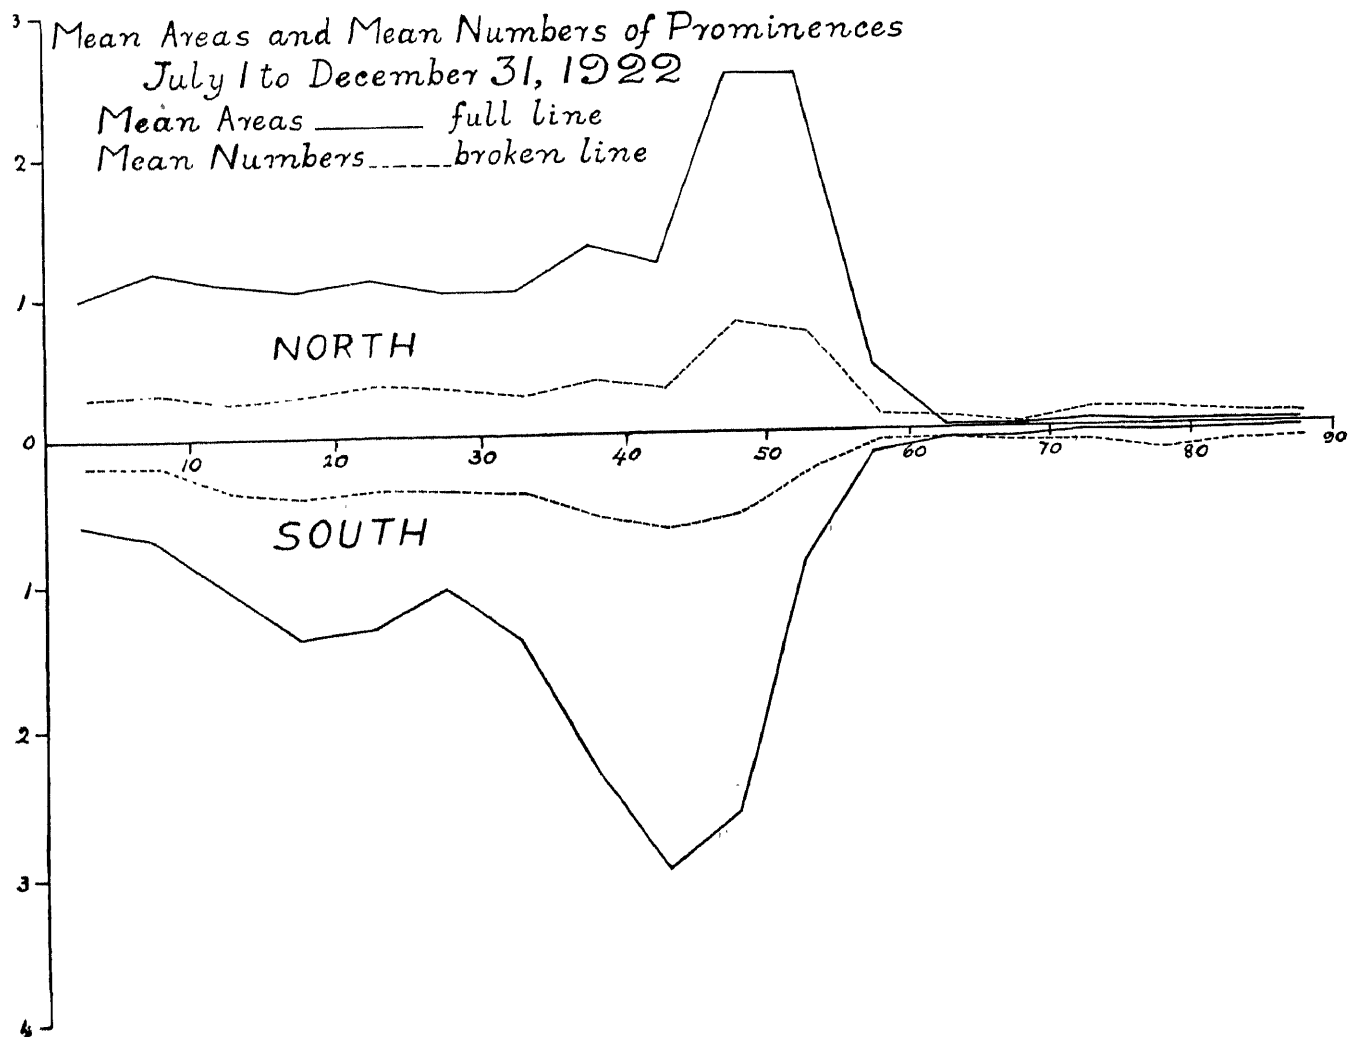 3
Mean Areas and Mean Numbers of Prominences
July 1 to December 31, 1922
Mean Areas full line
Mean Numbers broken line
2
1
NORTH
0
10 20 30 40 50 60 70 80 90
SOUTH
1
2
3
4